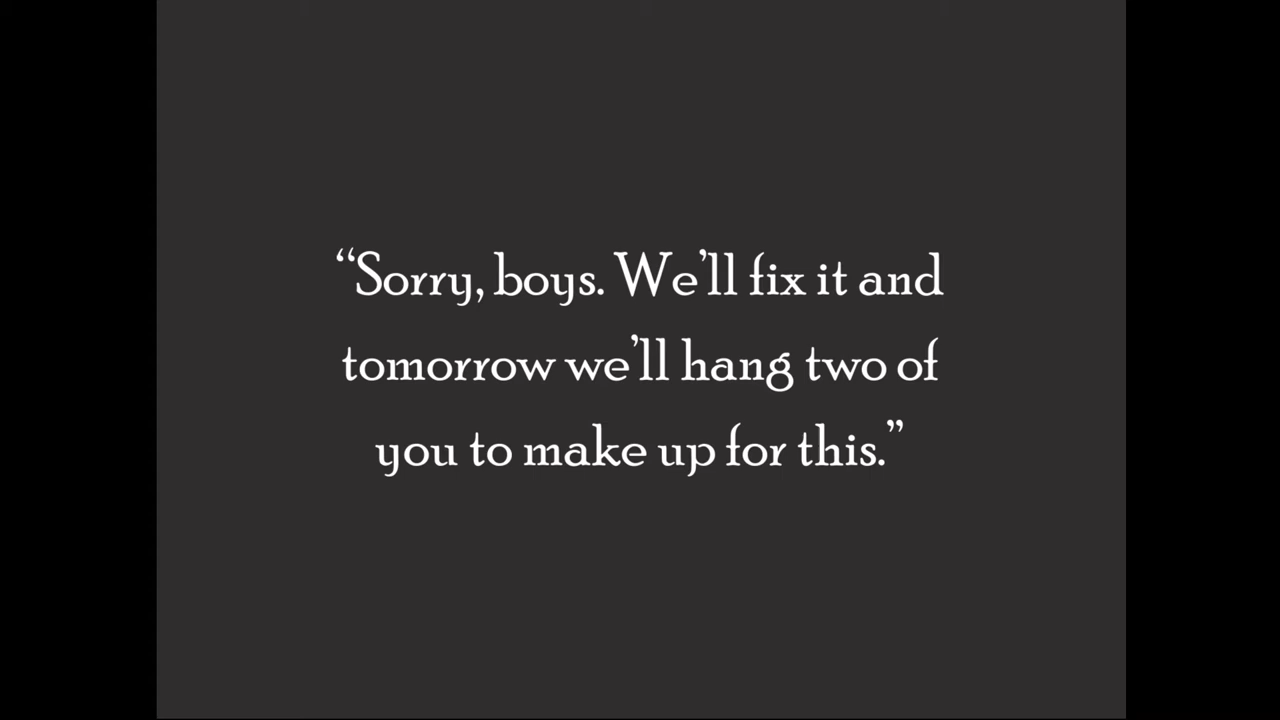 “Sorry, boys. We’ll fix it and
tomorrow we’ll hang two of
you to make up for this.”